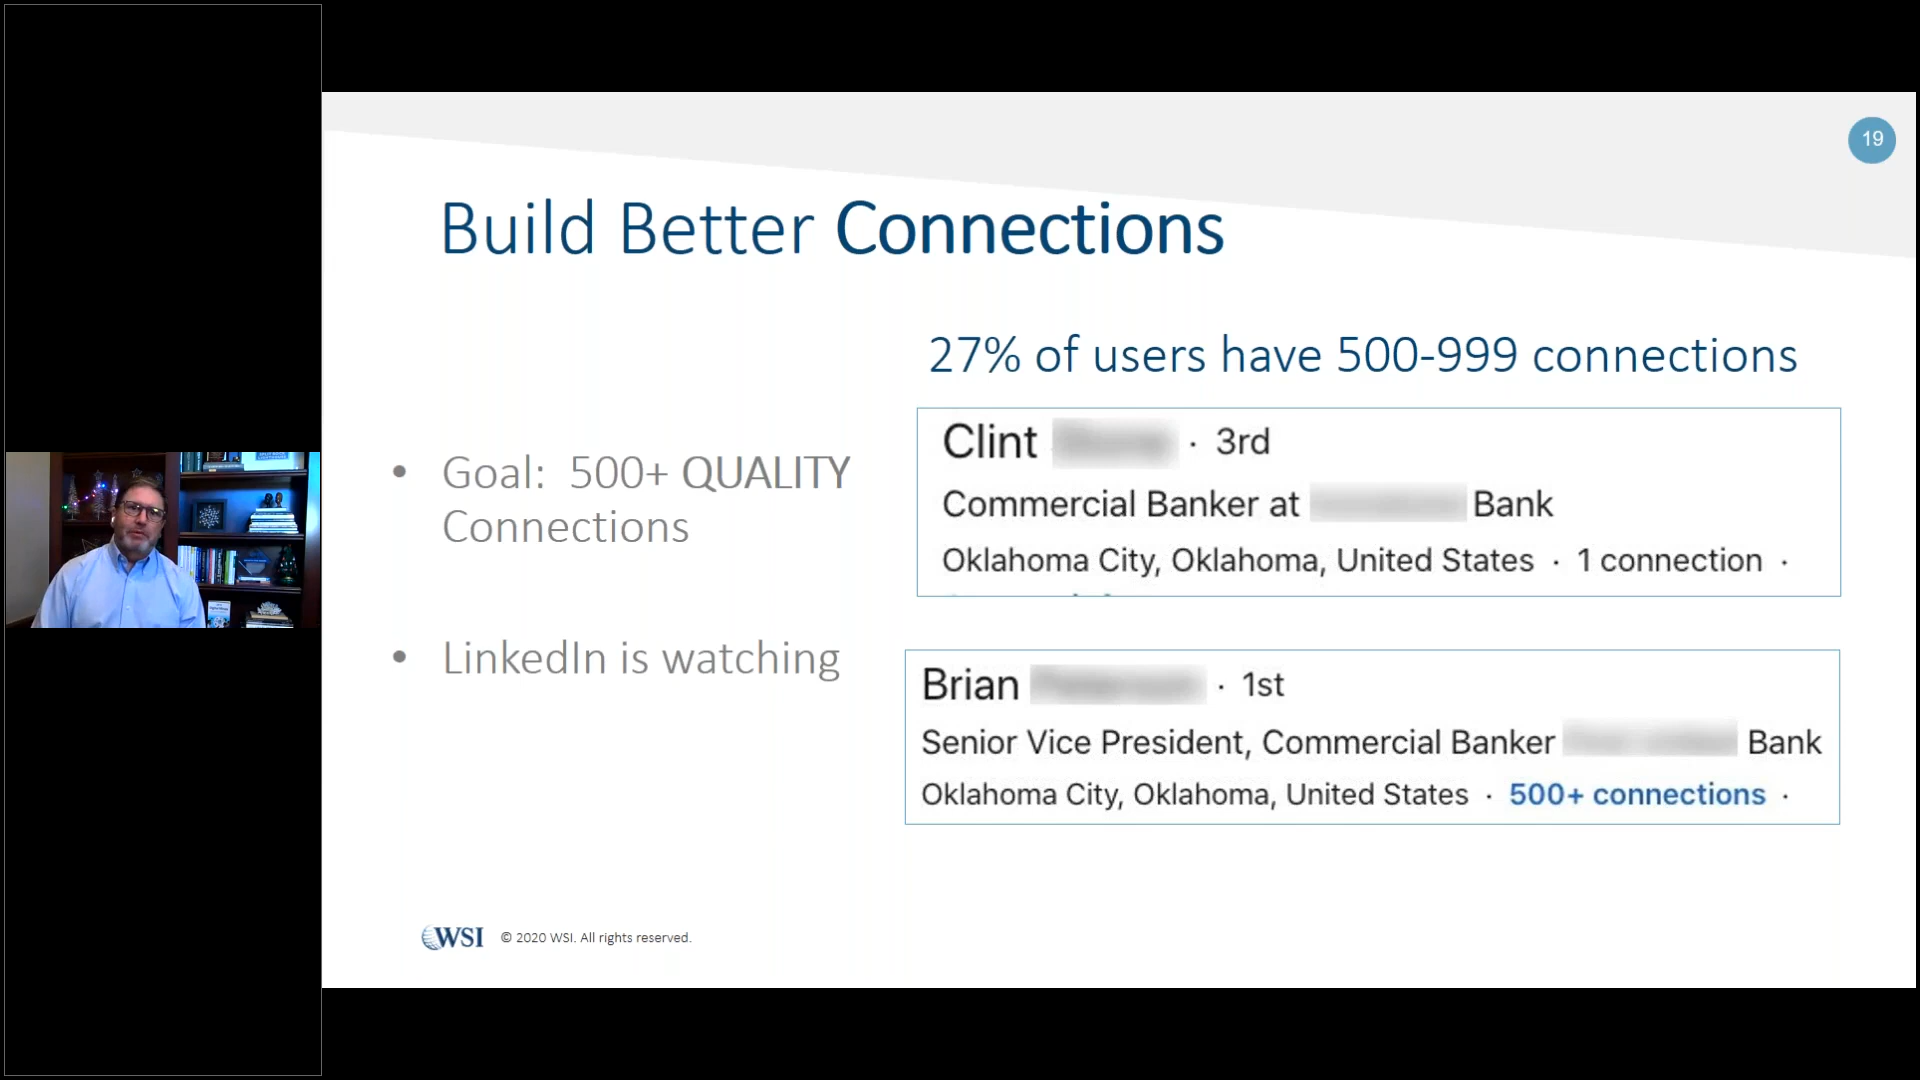 19
Build Better Connections
27% of users have 500-999 connections
• Goal: 500+ QUALITY
Connections
• LinkedIn is watching
Clint · 3rd
Commercial Banker at Bank
Oklahoma City, Oklahoma, United States · 1 connection ·
Brian · 1st
Senior Vice President, Commercial Banker Bank
Oklahoma City, Oklahoma, United States · 500+ connections ·
WSI © 2020 WSI. All rights reserved.